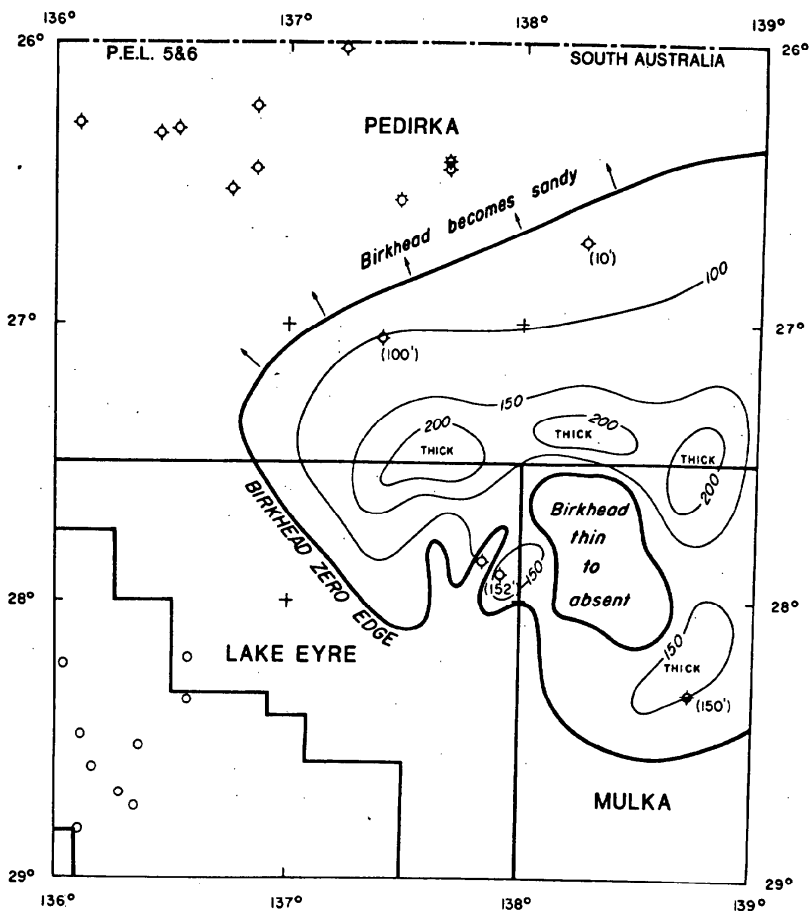 136°
137°
138°
139°
26°
P.E.L. 5&6
SOUTH AUSTRALIA
26°
PEDIRKA
Birkhead becomes sandy
(10')
100
27°
(100')
27°
150
200
THICK
200
THICK
THICK
200
BIRKHEAD ZERO EDGE
Birkhead
thin
to
absent
(152')
150
28°
28°
LAKE EYRE
150
THICK
(150')
MULKA
29°
29°
136°
137°
138°
139°